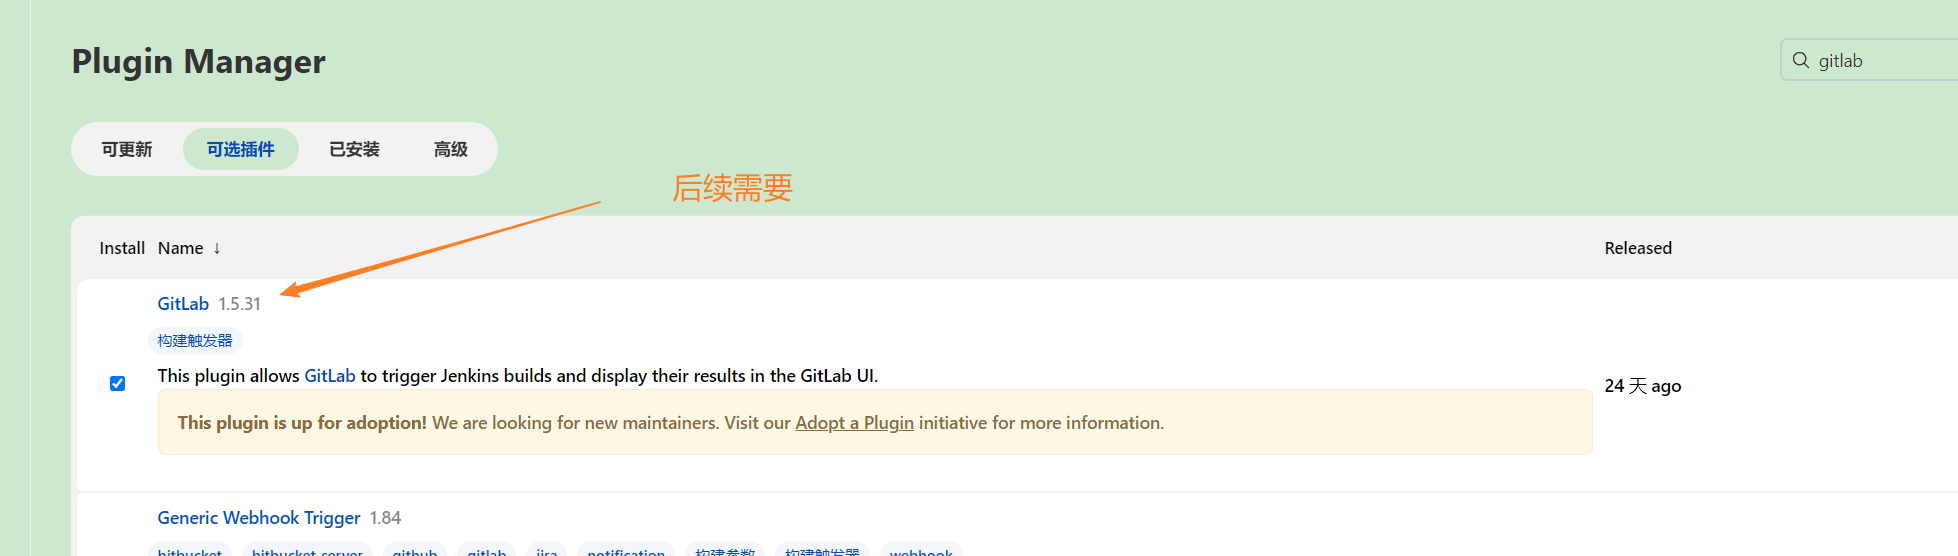 Plugin Manager
gitlab
可更新 可选插件 已安装 高级
后续需要
Install Name ↓ Released
GitLab 1.5.31
构建触发器
This plugin allows GitLab to trigger Jenkins builds and display their results in the GitLab UI.
24 天 ago
This plugin is up for adoption! We are looking for new maintainers. Visit our Adopt a Plugin initiative for more information.
Generic Webhook Trigger 1.84
bitbucket bitbucket-server github gitlab jira notification 构建参数 构建触发器 webhook